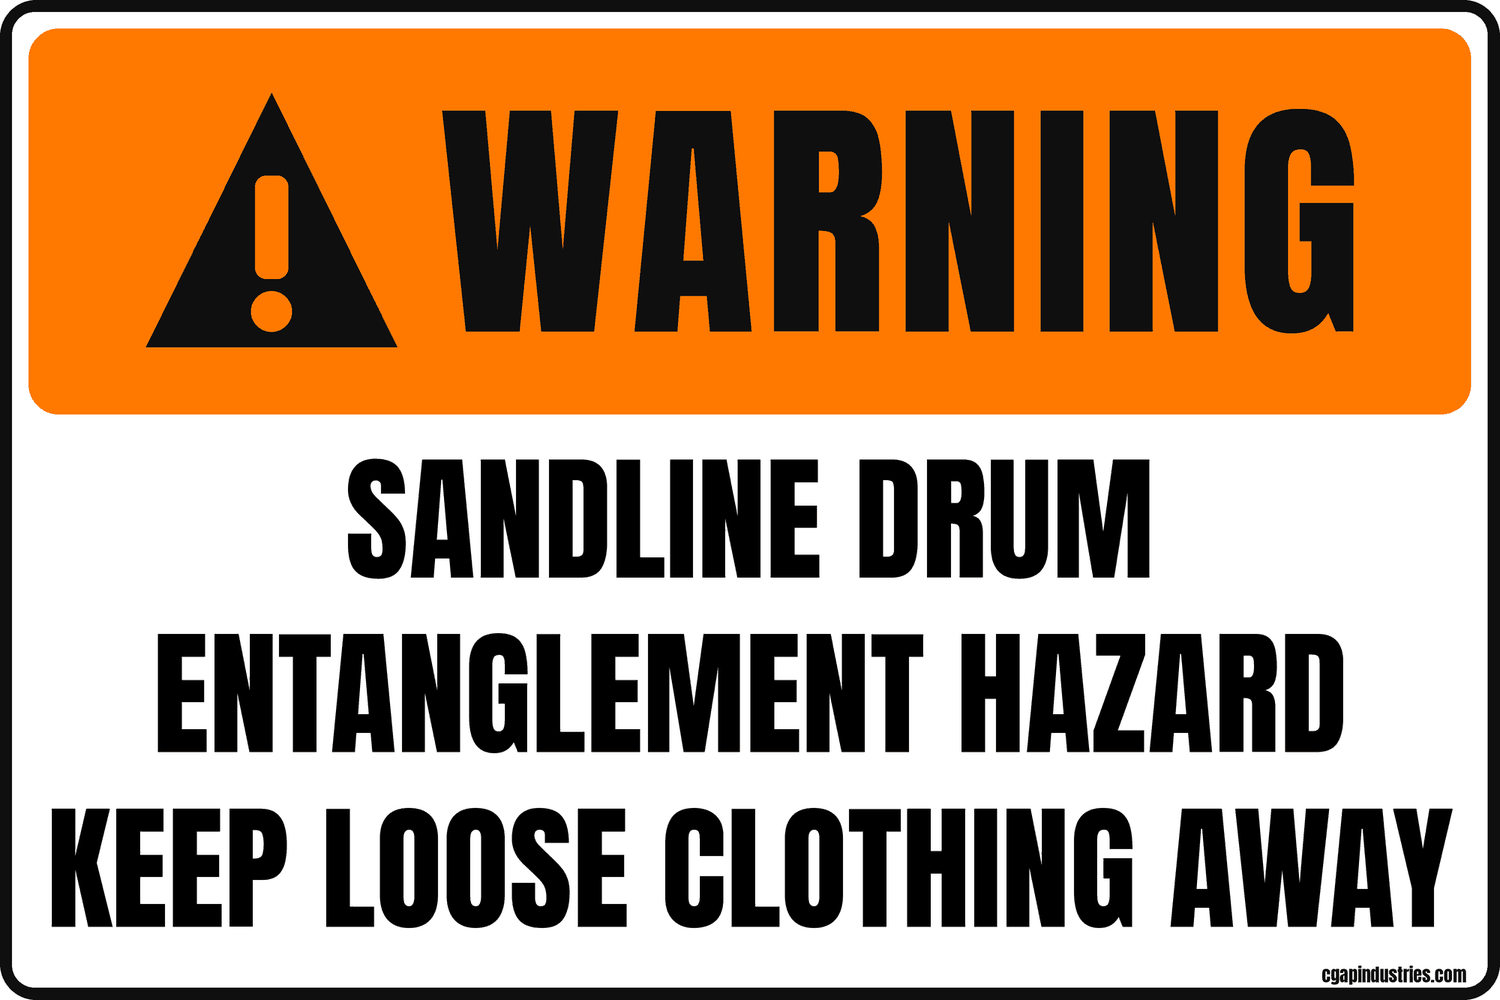 WARNING
SANDLINE DRUM
ENTANGLEMENT HAZARD
KEEP LOOSE CLOTHING AWAY
cgapindustries.com